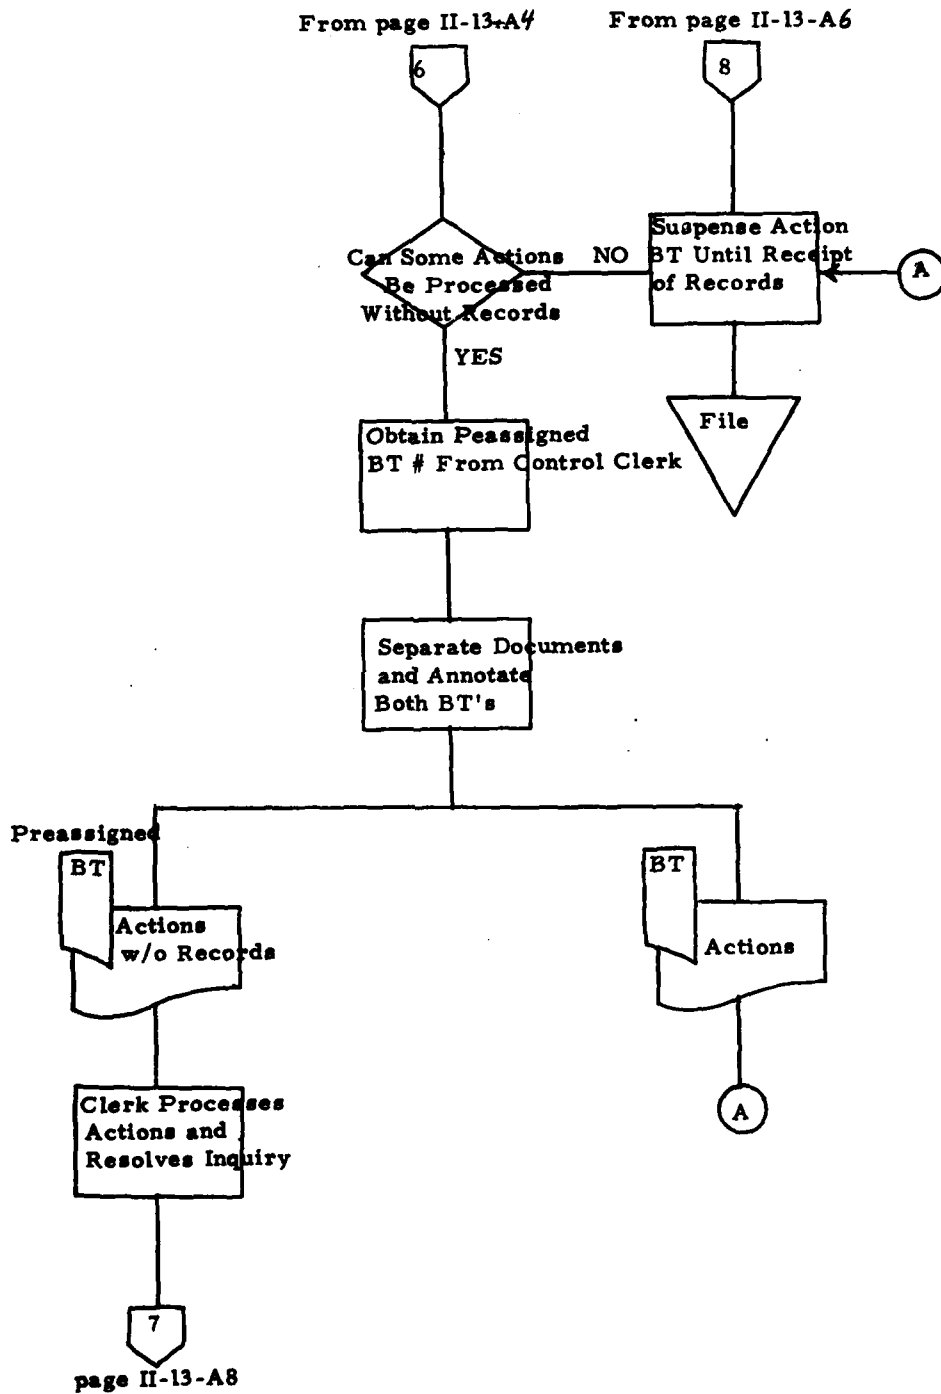 From page II-13-A4
From page II-13-A6
6
8
Can Some Actions
Be Processed
Without Records
NO
YES
Suspense Action
BT Until Receipt
of Records
A
File
Obtain Peassigned
BT # From Control Clerk
Separate Documents
and Annotate
Both BT's
Preassigned
BT
Actions
w/o Records
BT
Actions
Clerk Processes
Actions and
Resolves Inquiry
A
7
page II-13-A8